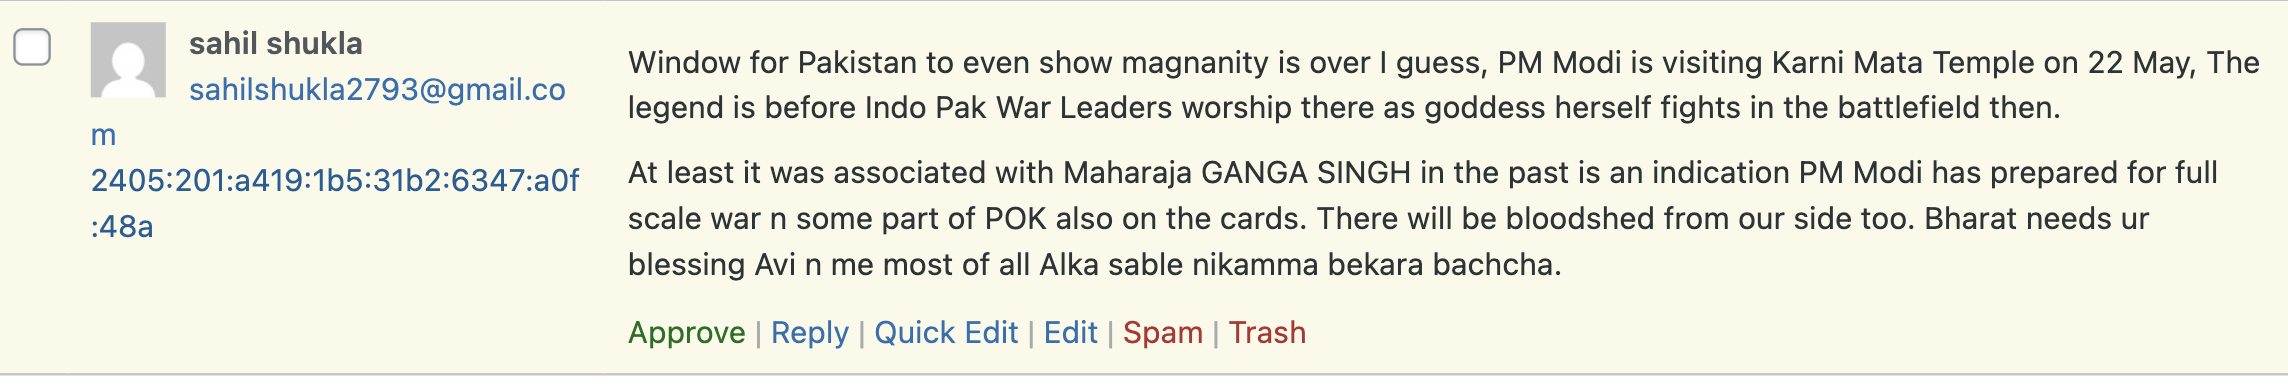 sahil shukla
sahilshukla2793@gmail.co
m
2405:201:a419:1b5:31b2:6347:a0f
:48a
Window for Pakistan to even show magnanity is over I guess, PM Modi is visiting Karni Mata Temple on 22 May, The
legend is before Indo Pak War Leaders worship there as goddess herself fights in the battlefield then.
At least it was associated with Maharaja GANGA SINGH in the past is an indication PM Modi has prepared for full
scale war n some part of POK also on the cards. There will be bloodshed from our side too. Bharat needs ur
blessing Avi n me most of all Alka sable nikamma bekara bachcha.
Approve | Reply | Quick Edit | Edit | Spam | Trash